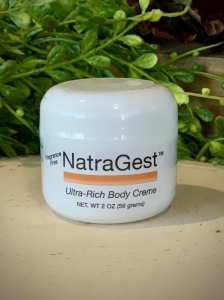 Fragrance
Free
NatraGest™
Ultra-Rich Body Creme
NET. WT 2 OZ (56 grams)